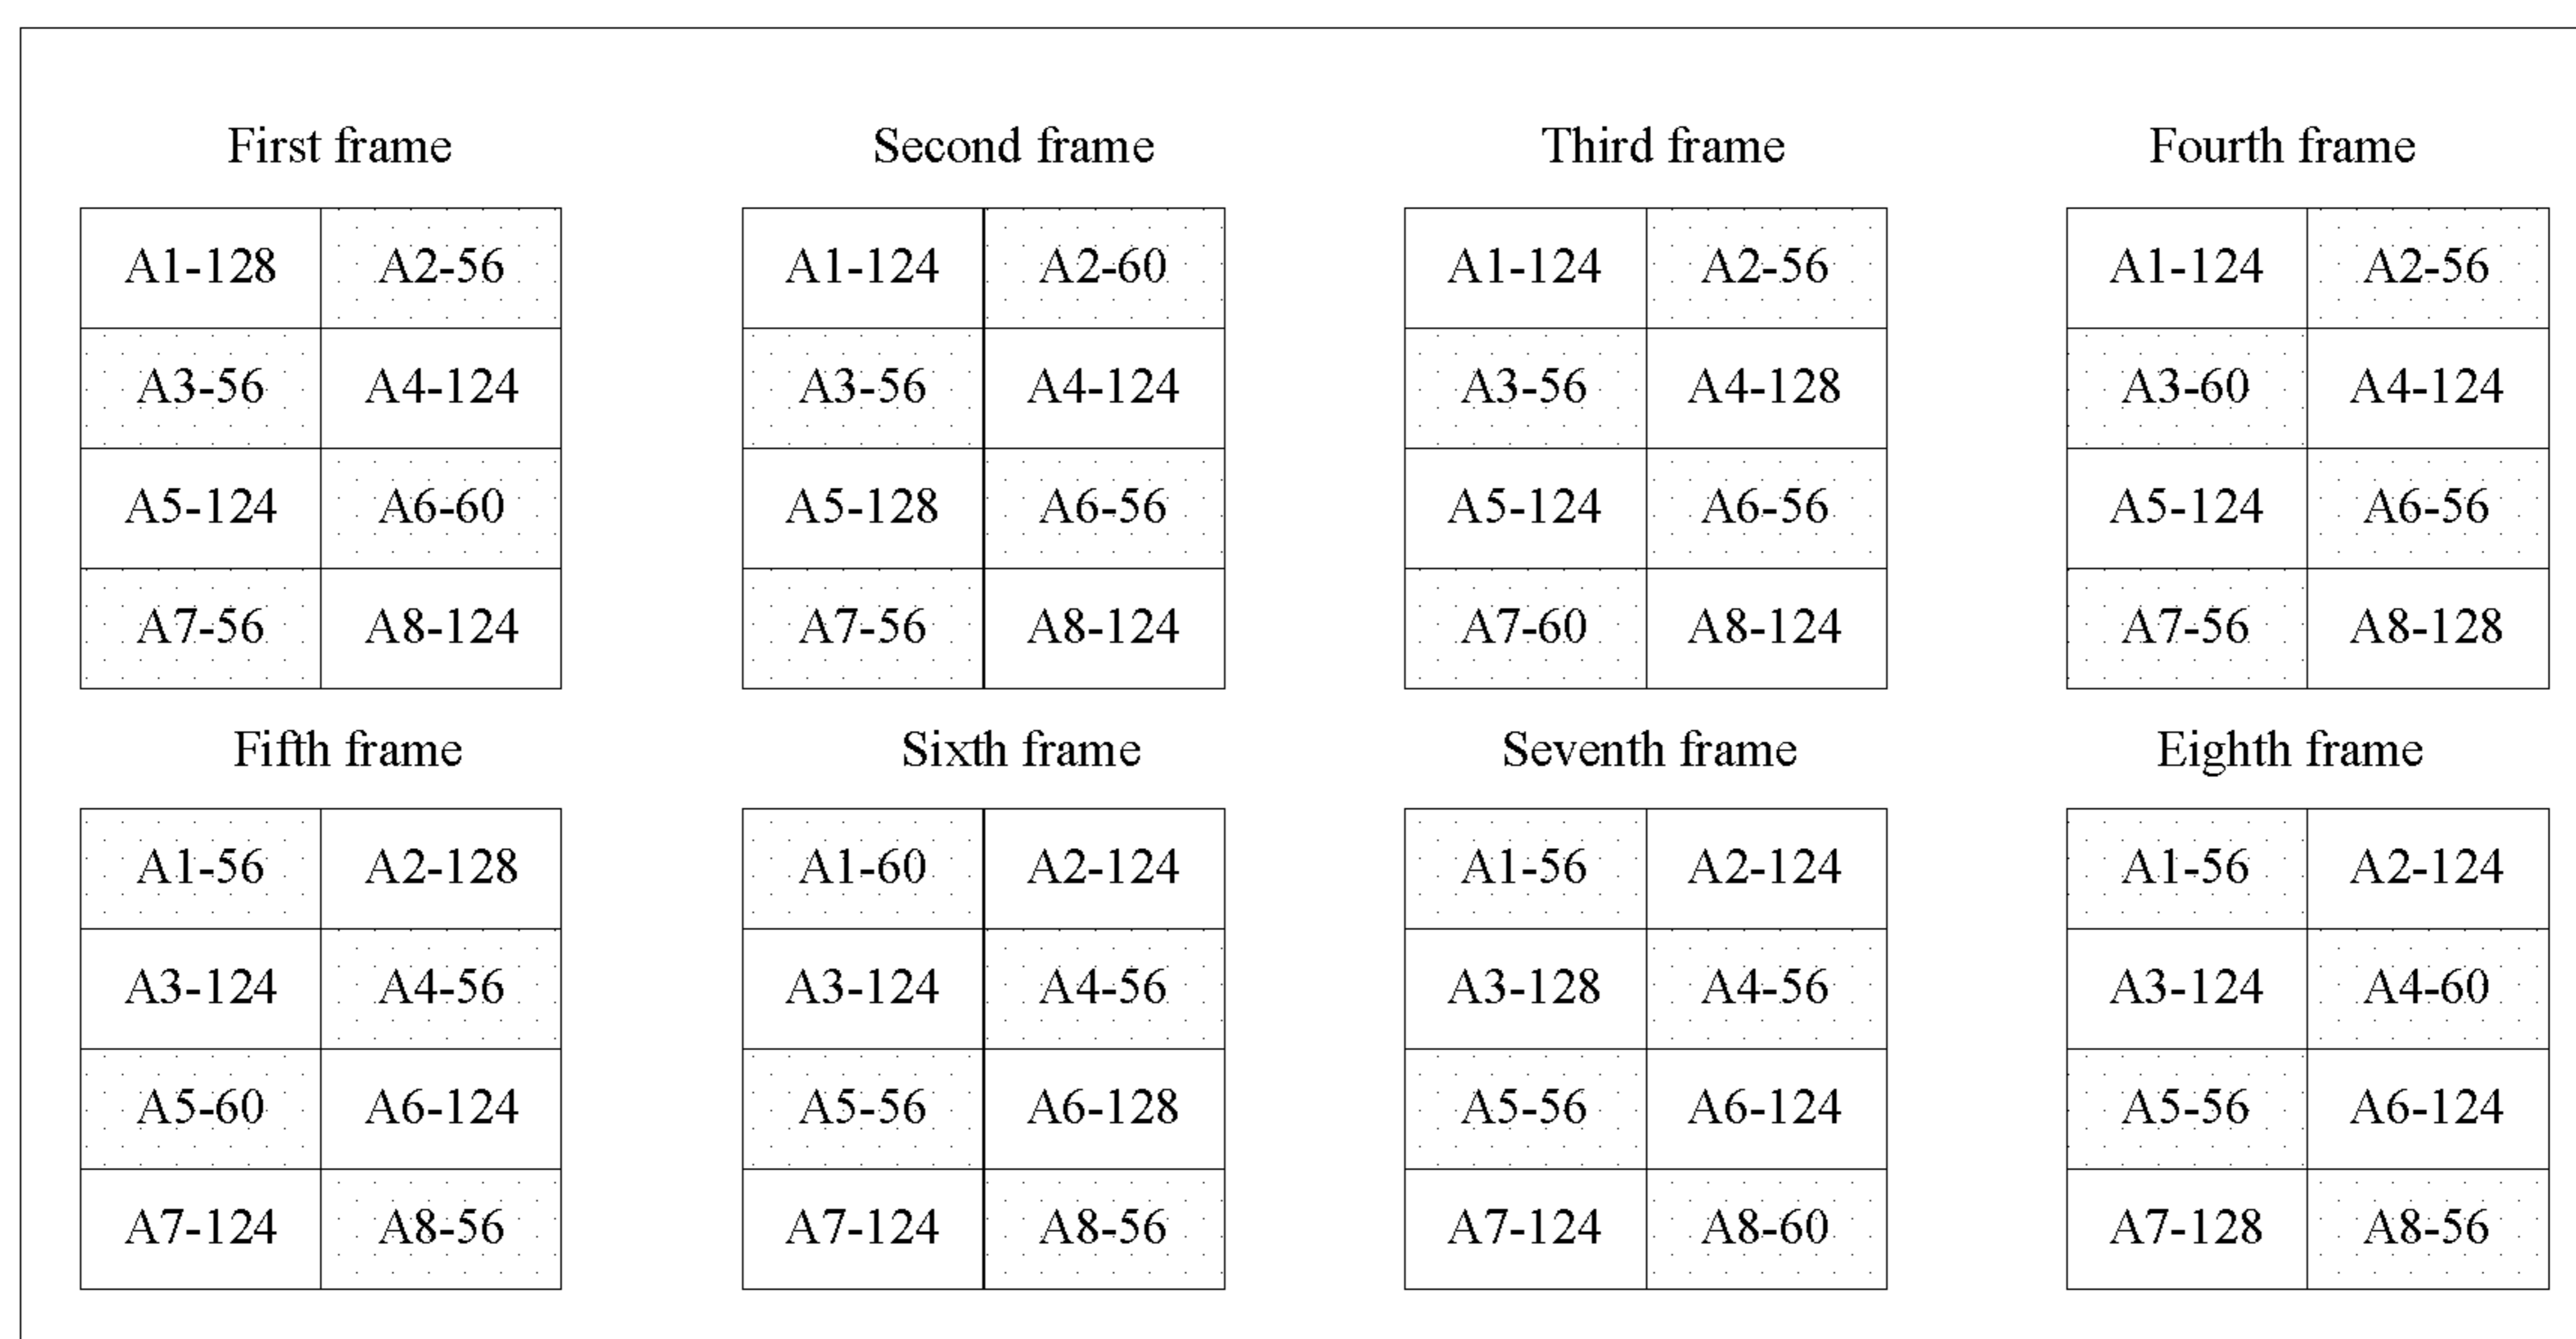 First frame Second frame Third frame Fourth frame
A1-128 A2-56 A1-124 A2-60 A1-124 A2-56 A1-124 A2-56
A3-56 A4-124 A3-56 A4-124 A3-56 A4-128 A3-60 A4-124
A5-124 A6-60 A5-128 A6-56 A5-124 A6-56 A5-124 A6-56
A7-56 A8-124 A7-56 A8-124 A7-60 A8-124 A7-56 A8-128
Fifth frame Sixth frame Seventh frame Eighth frame
A1-56 A2-128 A1-60 A2-124 A1-56 A2-124 A1-56 A2-124
A3-124 A4-56 A3-124 A4-56 A3-128 A4-56 A3-124 A4-60
A5-60 A6-124 A5-56 A6-128 A5-56 A6-124 A5-56 A6-124
A7-124 A8-56 A7-124 A8-56 A7-124 A8-60 A7-128 A8-56